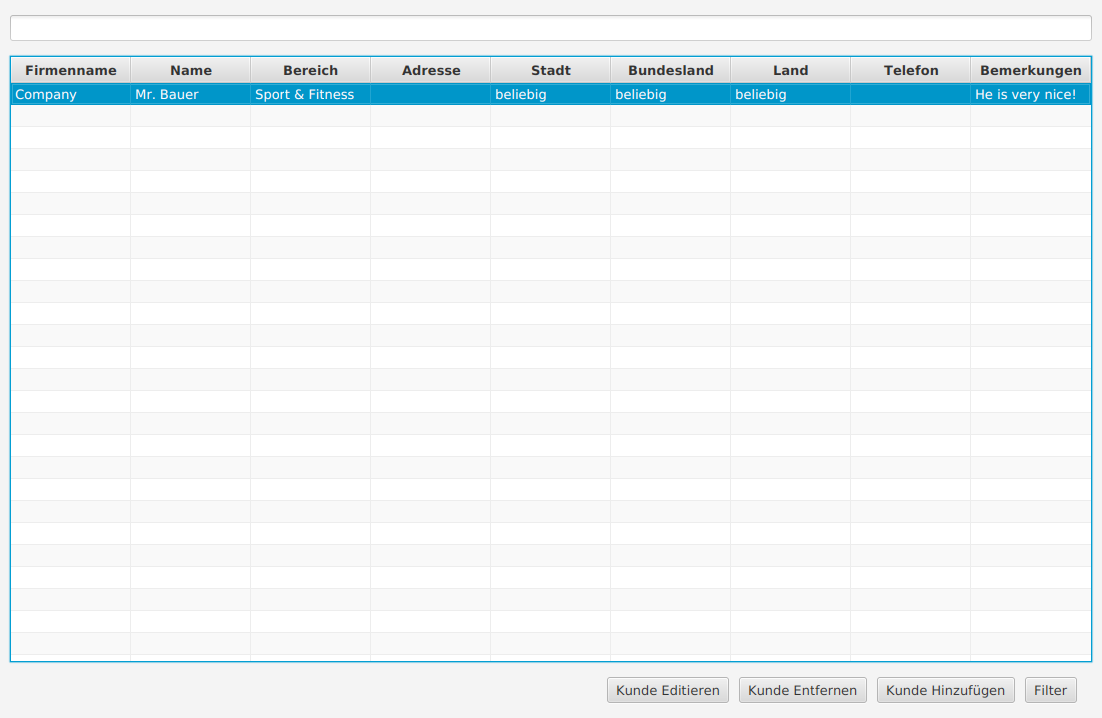 Firmenname Name Bereich Adresse Stadt Bundesland Land Telefon Bemerkungen
Company Mr. Bauer Sport & Fitness beliebig beliebig beliebig He is very nice!
Kunde Editieren Kunde Entfernen Kunde Hinzufügen Filter